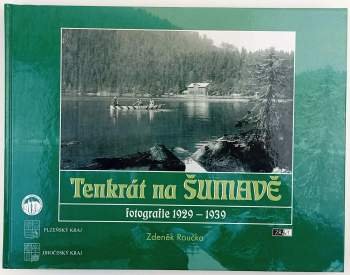 Tenkrát na ŠUMAVĚ
fotografie 1929 – 1939
Zdeněk Roučka
PLZEŇSKÝ KRAJ
JIHOČESKÝ KRAJ